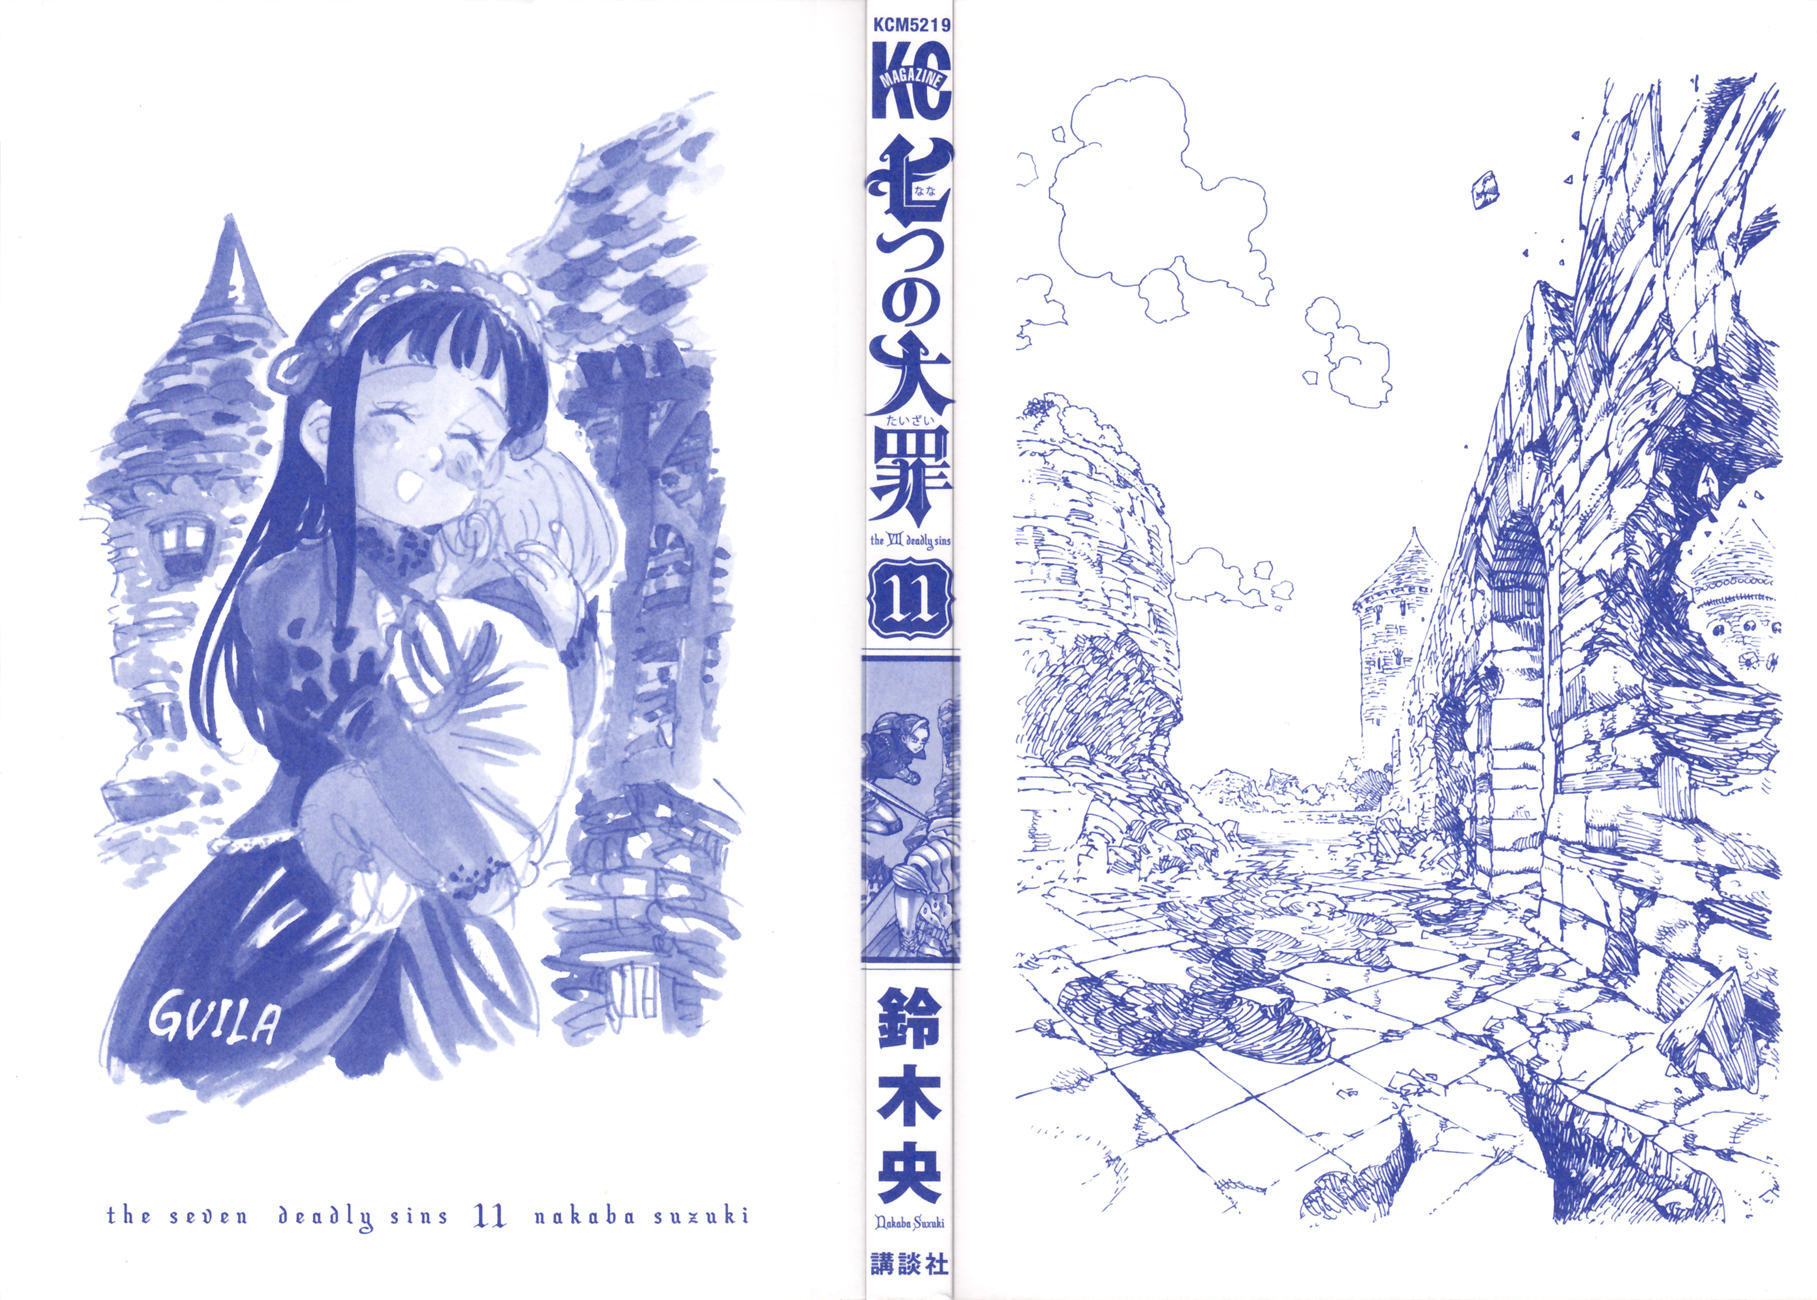 GUILA
the seven deadly sins 11 nakaba suzuki
KCM5219
KC
MAGAZINE
七つの大罪
なな
たいざい
the VII deadly sins
11
鈴木央
Nakaba Suzuki
講談社